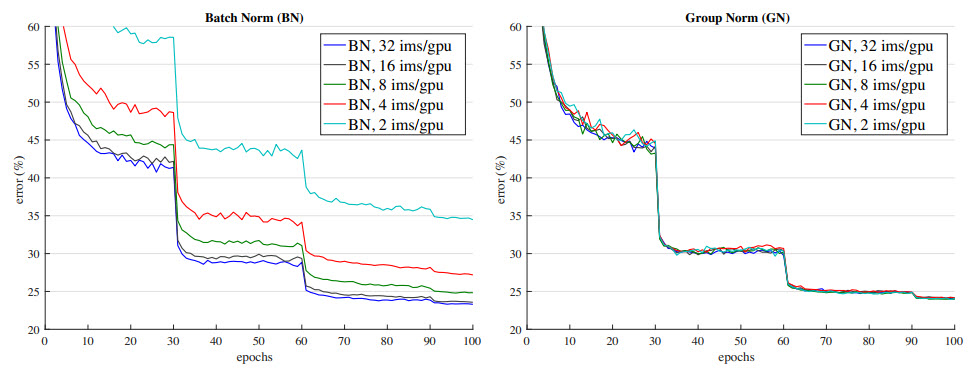 Batch Norm (BN)
60
55
50
45
40
35
30
25
20
error (%)
BN, 32 ims/gpu
BN, 16 ims/gpu
BN, 8 ims/gpu
BN, 4 ims/gpu
BN, 2 ims/gpu
0 10 20 30 40 50 60 70 80 90 100
epochs
Group Norm (GN)
60
55
50
45
40
35
30
25
20
error (%)
GN, 32 ims/gpu
GN, 16 ims/gpu
GN, 8 ims/gpu
GN, 4 ims/gpu
GN, 2 ims/gpu
0 10 20 30 40 50 60 70 80 90 100
epochs